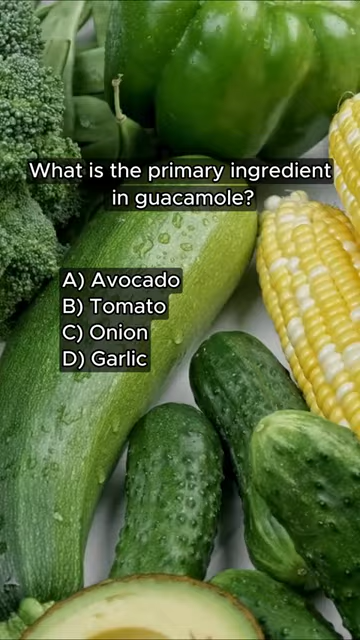 What is the primary ingredient
in guacamole?
A) Avocado
B) Tomato
C) Onion
D) Garlic